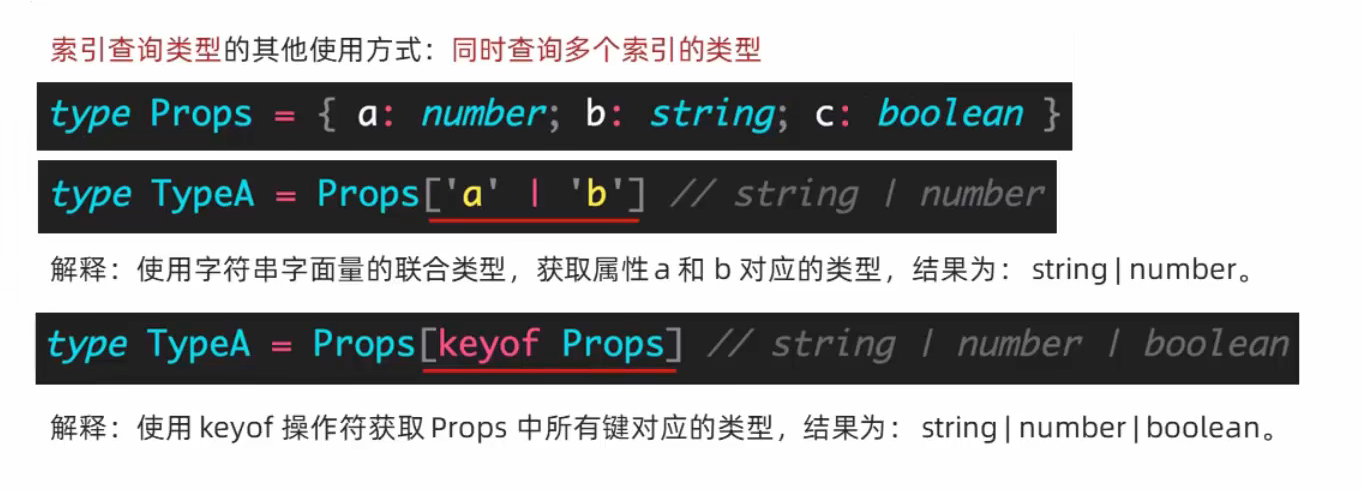 索引查询类型的其他使用方式：同时查询多个索引的类型
type Props = { a: number; b: string; c: boolean }
type TypeA = Props['a' | 'b'] // string | number
解释：使用字符串字面量的联合类型，获取属性a 和 b 对应的类型，结果为： string | number。
type TypeA = Props[keyof Props] // string | number | boolean
解释：使用 keyof 操作符获取 Props 中所有键对应的类型，结果为： string | number | boolean。